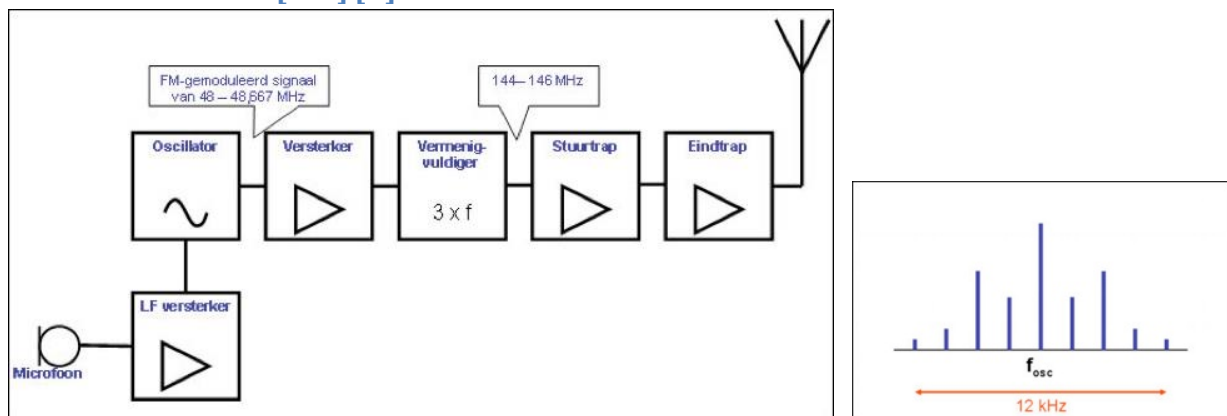 FM-gemoduleerd signaal
van 48 – 48,667 MHz
144– 146 MHz
Oscillator
Versterker
Vermenig-
vuldiger
3 x f
Stuurtrap
Eindtrap
LF versterker
Microfoon
fosc
12 kHz